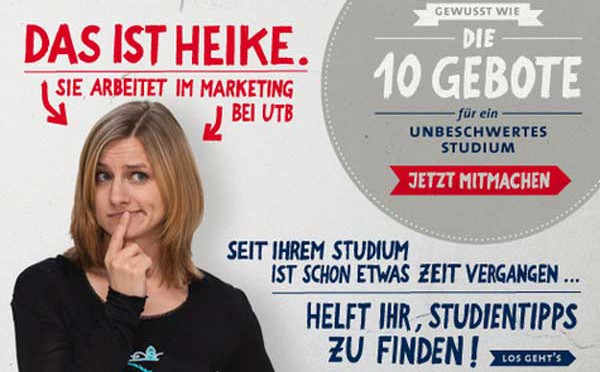 DAS IST HEIKE.
SIE ARBEITET IM MARKETING
BEI UTB
GEWUSST WIE
DIE
10 GEBOTE
für ein
UNBESCHWERTES
STUDIUM
JETZT MITMACHEN
SEIT IHREM STUDIUM
IST SCHON ETWAS ZEIT VERGANGEN ...
HELFT IHR, STUDIENTIPPS
ZU FINDEN!
LOS GEHT'S